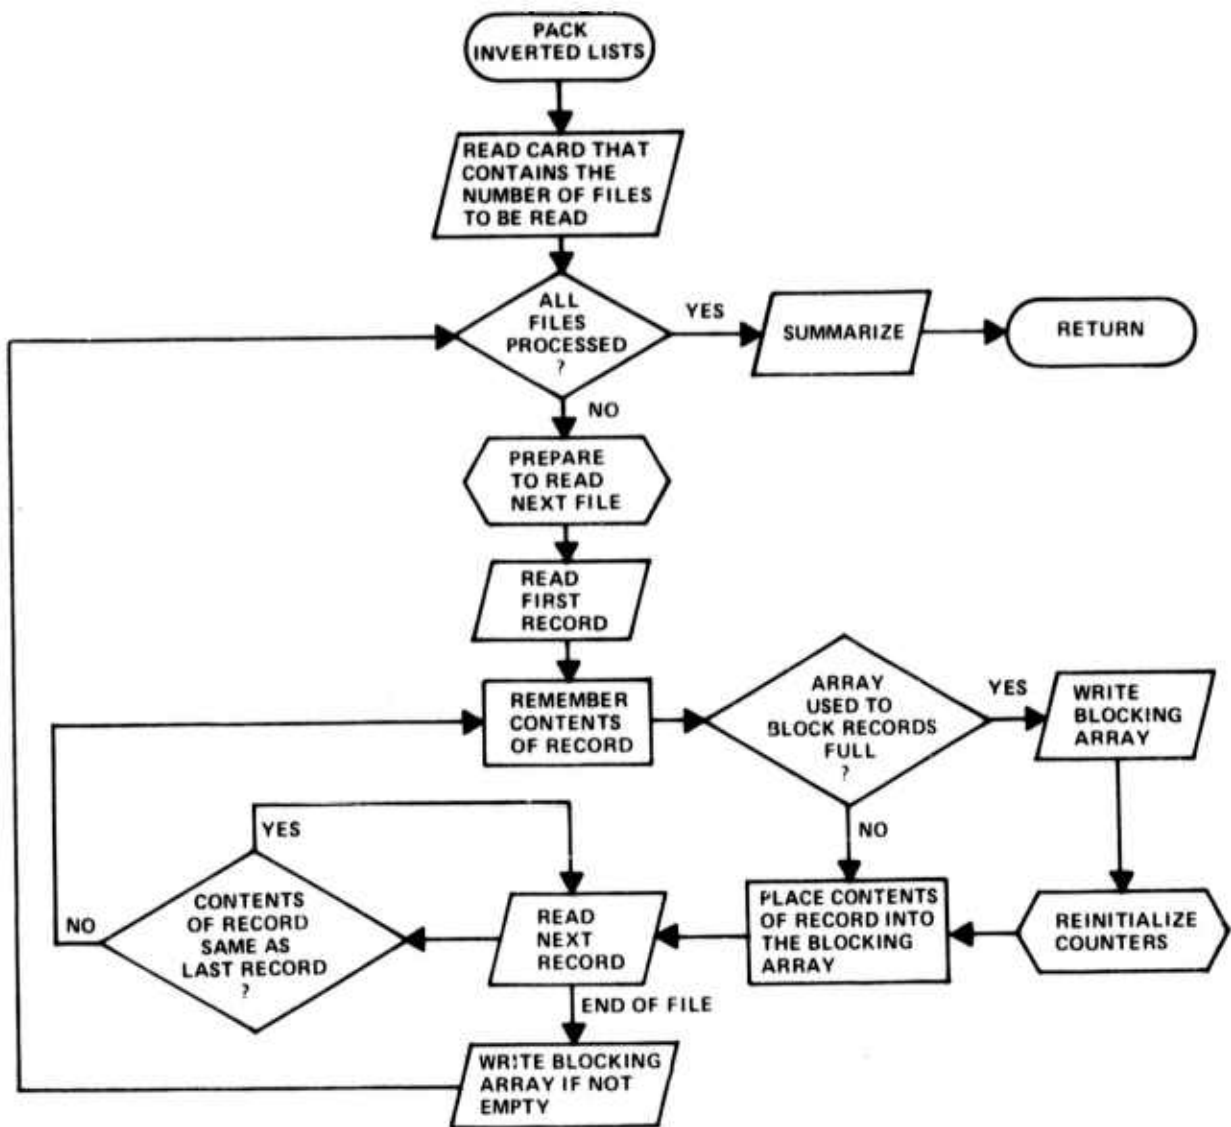 PACK
INVERTED LISTS
READ CARD THAT
CONTAINS THE
NUMBER OF FILES
TO BE READ
ALL
FILES
PROCESSED
?
YES
SUMMARIZE
RETURN
NO
PREPARE
TO READ
NEXT FILE
READ
FIRST
RECORD
REMEMBER
CONTENTS
OF RECORD
ARRAY
USED TO
BLOCK RECORDS
FULL
?
YES
WRITE
BLOCKING
ARRAY
NO
REINITIALIZE
COUNTERS
PLACE CONTENTS
OF RECORD INTO
THE BLOCKING
ARRAY
READ
NEXT
RECORD
YES
CONTENTS
OF RECORD
SAME AS
LAST RECORD
?
NO
END OF FILE
WRITE BLOCKING
ARRAY IF NOT
EMPTY